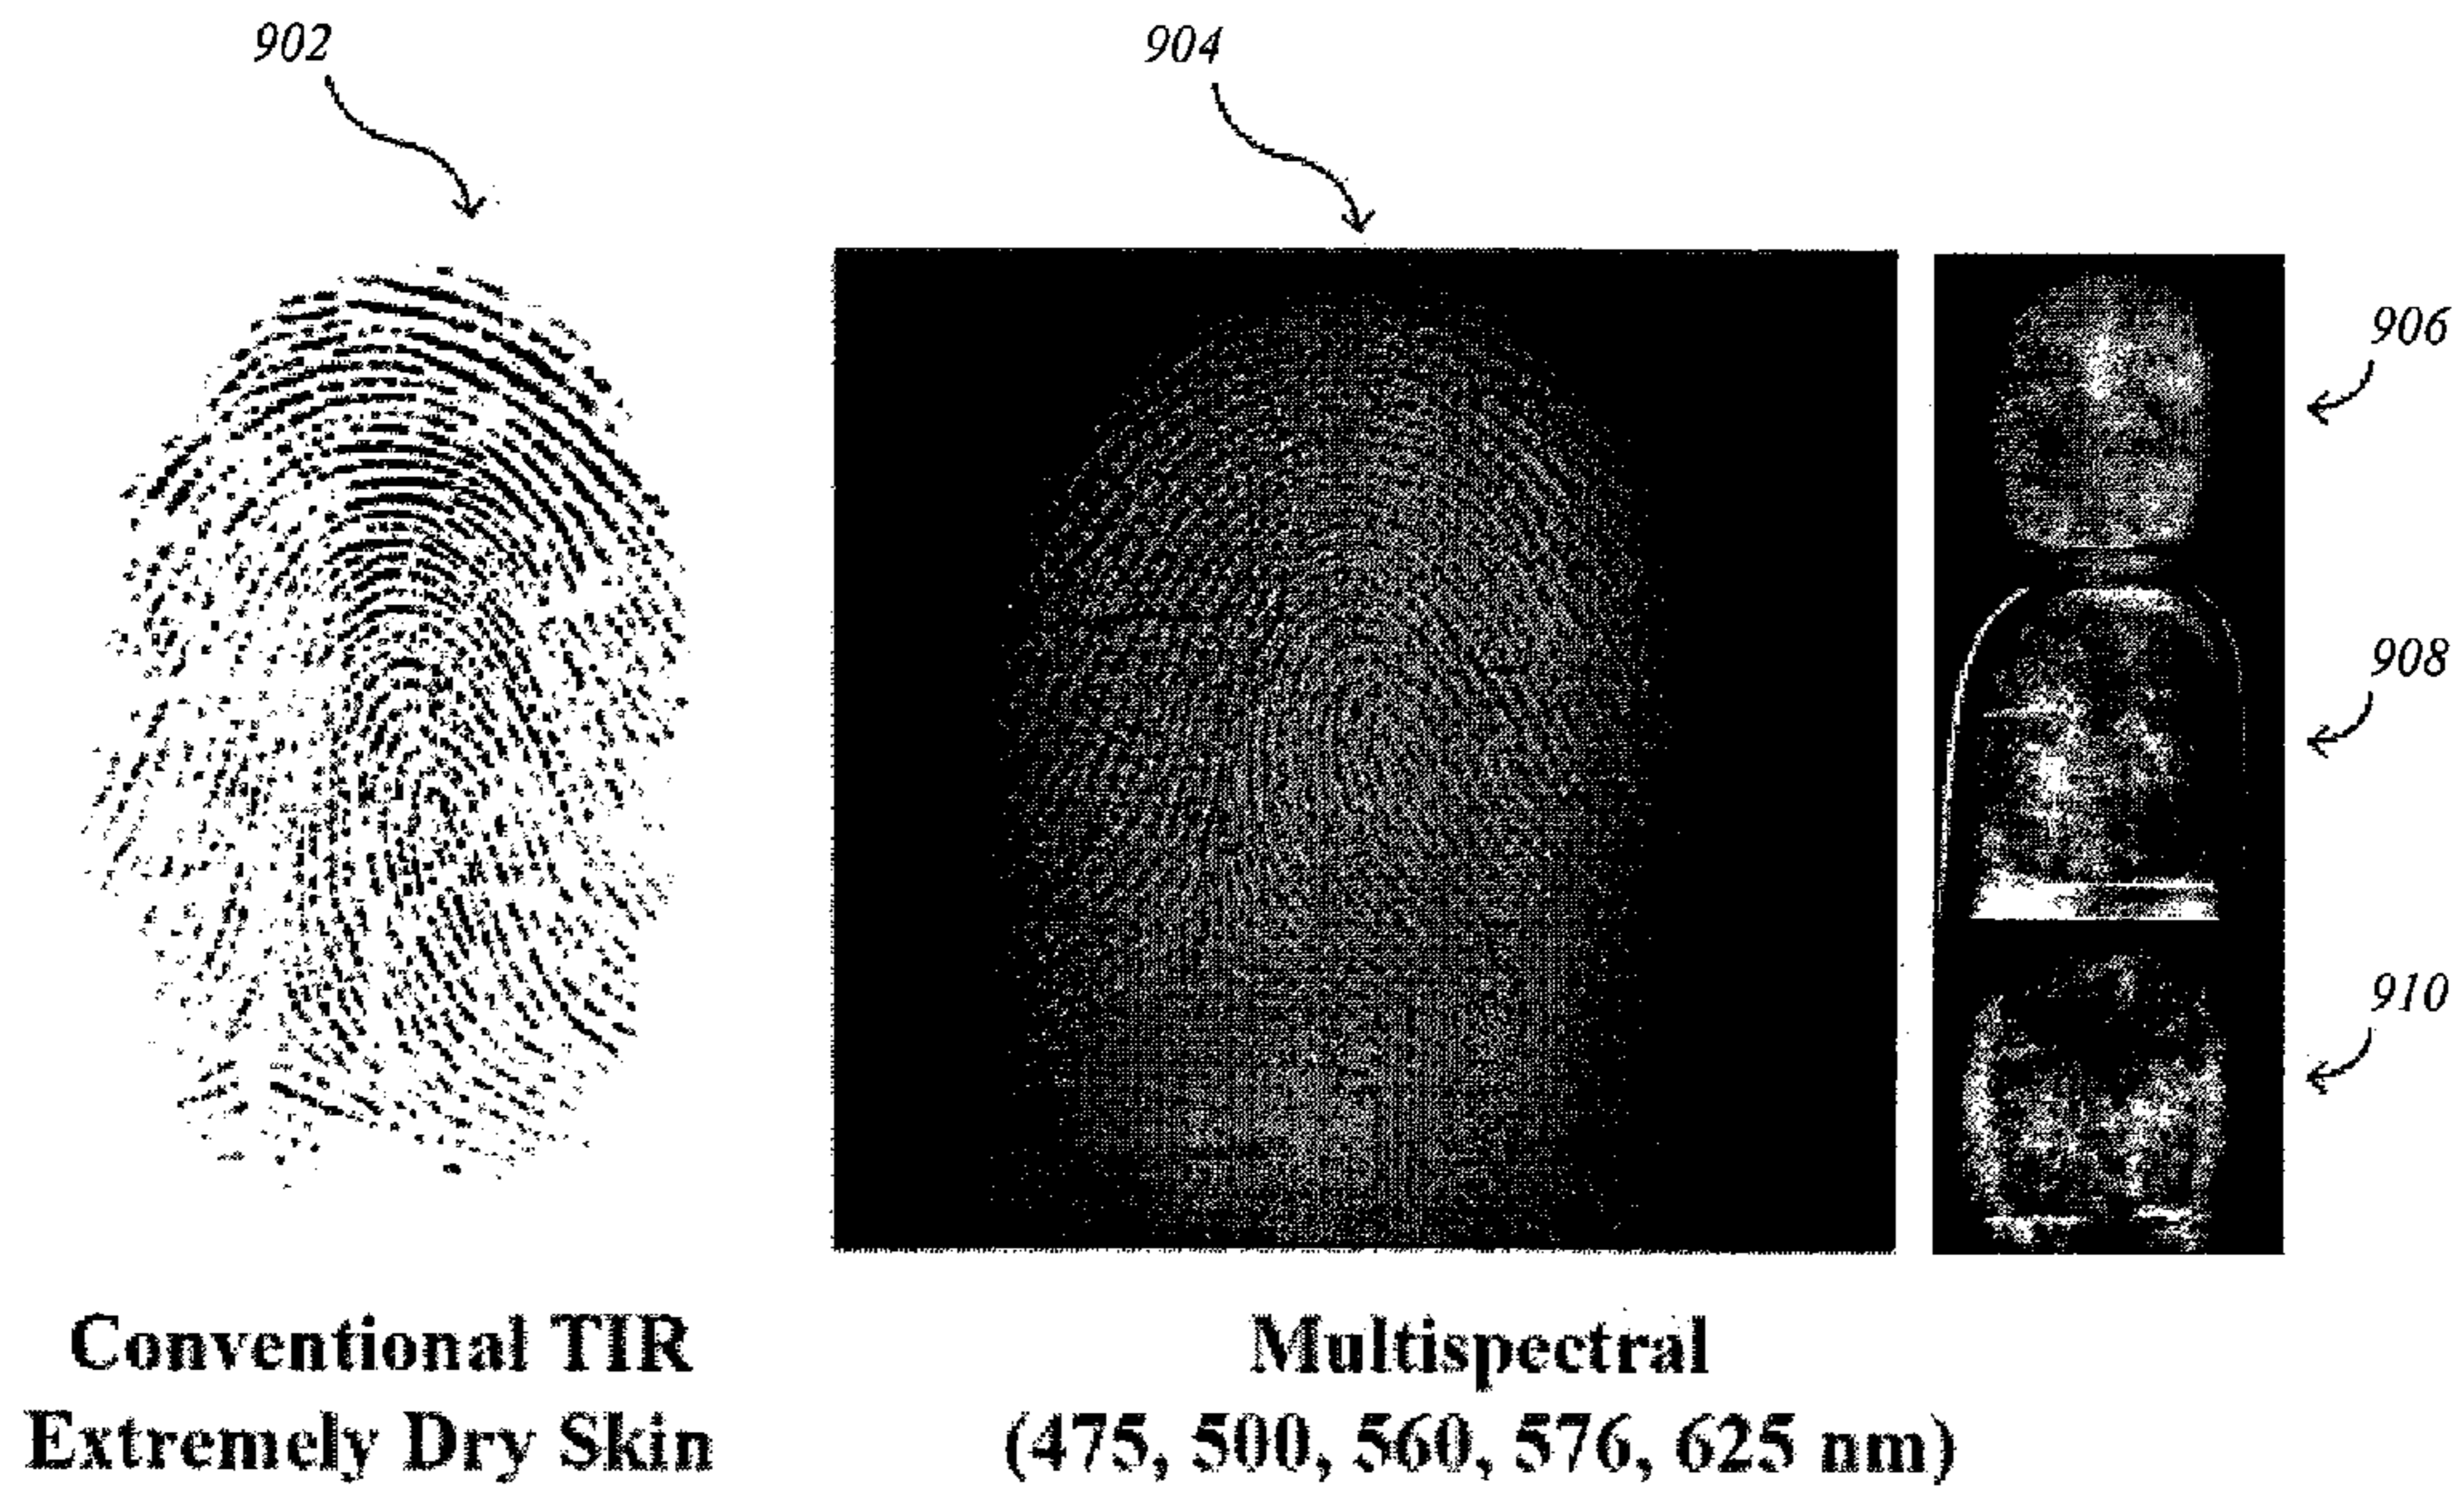 902
904
906
908
910
Conventional TIR
Extremely Dry Skin
Multispectral
(475, 500, 560, 576, 625 nm)